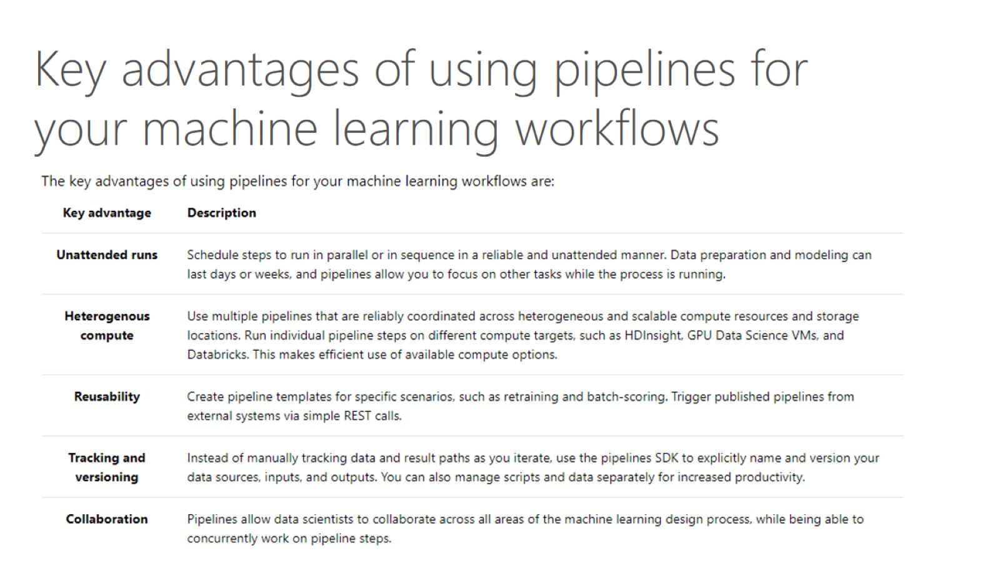 Key advantages of using pipelines for
your machine learning workflows
The key advantages of using pipelines for your machine learning workflows are:
Key advantage Description
Unattended runs Schedule steps to run in parallel or in sequence in a reliable and unattended manner. Data preparation and modeling can
last days or weeks, and pipelines allow you to focus on other tasks while the process is running.
Heterogenous Use multiple pipelines that are reliably coordinated across heterogeneous and scalable compute resources and storage
compute locations. Run individual pipeline steps on different compute targets, such as HDInsight, GPU Data Science VMs, and
Databricks. This makes efficient use of available compute options.
Reusability Create pipeline templates for specific scenarios, such as retraining and batch-scoring. Trigger published pipelines from
external systems via simple REST calls.
Tracking and Instead of manually tracking data and result paths as you iterate, use the pipelines SDK to explicitly name and version your
versioning data sources, inputs, and outputs. You can also manage scripts and data separately for increased productivity.
Collaboration Pipelines allow data scientists to collaborate across all areas of the machine learning design process, while being able to
concurrently work on pipeline steps.